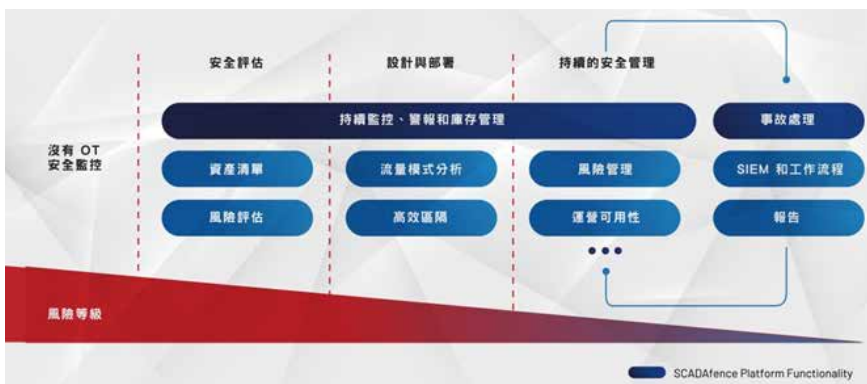 安全評估
設計與部署
持續的安全管理
持續監控、警報和庫存管理
事故處理
沒有 OT
安全監控
資產清單
流量模式分析
風險管理
SIEM 和工作流程
風險評估
高效區隔
運營可用性
報告
風險等級
SCADAfence Platform Functionality